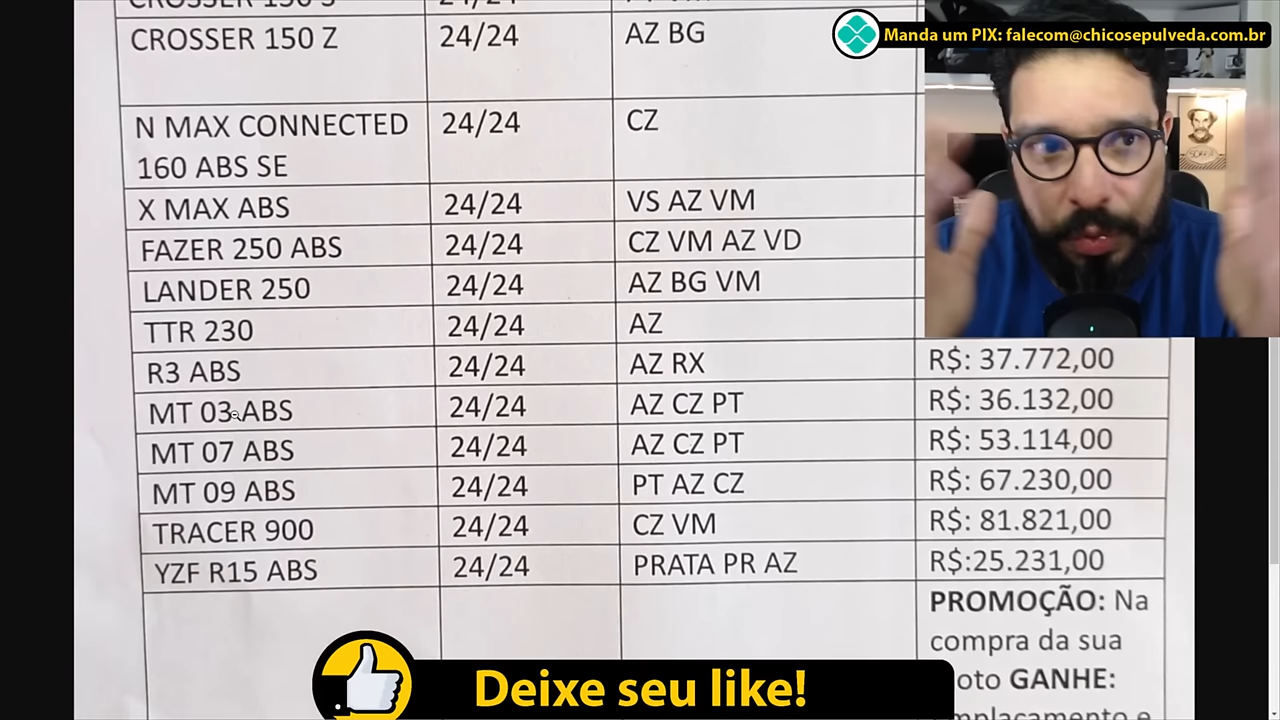 CROSSER 150 S 24/24
CROSSER 150 Z 24/24 AZ BG
Manda um PIX: falecom@chicosepulveda.com.br
N MAX CONNECTED 24/24 CZ
160 ABS SE
X MAX ABS 24/24 VS AZ VM
FAZER 250 ABS 24/24 CZ VM AZ VD
LANDER 250 24/24 AZ BG VM
TTR 230 24/24 AZ
R3 ABS 24/24 AZ RX R$: 37.772,00
MT 03 ABS 24/24 AZ CZ PT R$: 36.132,00
MT 07 ABS 24/24 AZ CZ PT R$: 53.114,00
MT 09 ABS 24/24 PT AZ CZ R$: 67.230,00
TRACER 900 24/24 CZ VM R$: 81.821,00
YZF R15 ABS 24/24 PRATA PR AZ R$:25.231,00
PROMOÇÃO: Na
compra da sua
GANHE:
Deixe seu like!